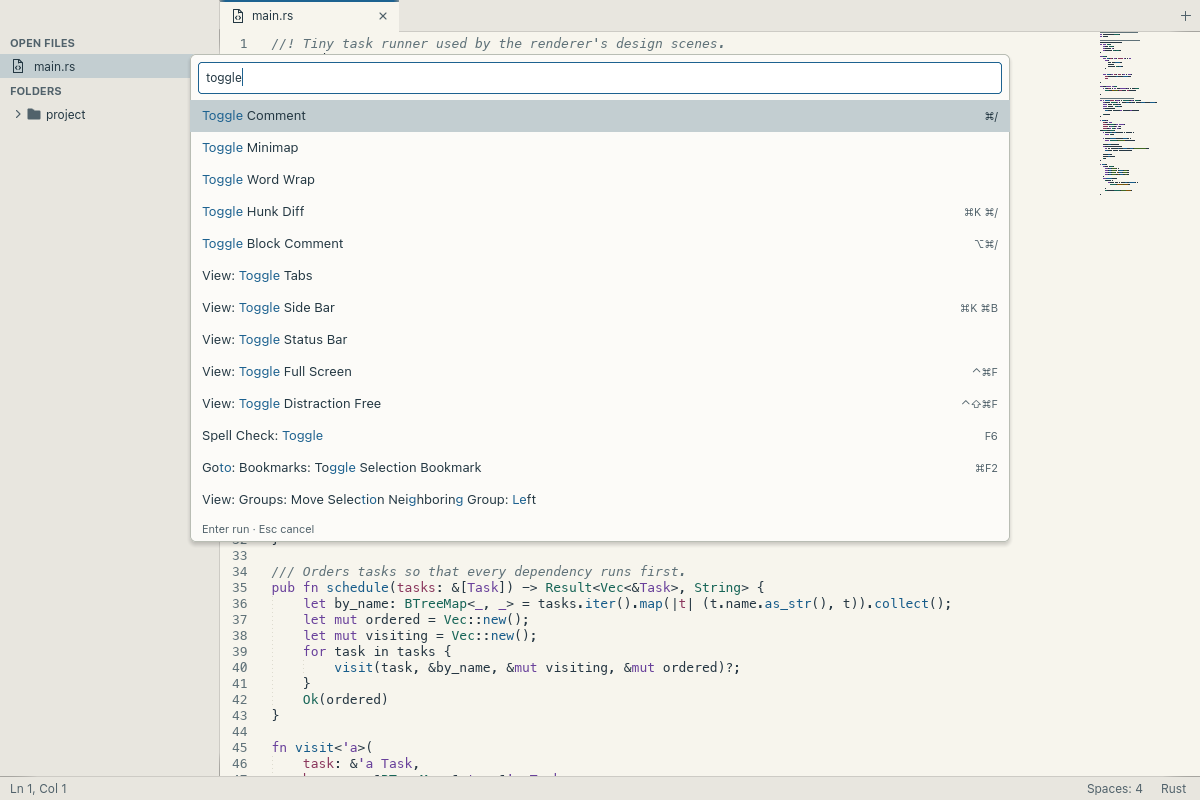 main.rs
OPEN FILES
main.rs
FOLDERS
project
1 //! Tiny task runner used by the renderer's design scenes.
toggle
Toggle Comment ⌘/
Toggle Minimap
Toggle Word Wrap
Toggle Hunk Diff ⌘K ⌘/
Toggle Block Comment ⌥⌘/
View: Toggle Tabs
View: Toggle Side Bar ⌘K ⌘B
View: Toggle Status Bar
View: Toggle Full Screen ^⌘F
View: Toggle Distraction Free ^⇧⌘F
Spell Check: Toggle F6
Goto: Bookmarks: Toggle Selection Bookmark ⌘F2
View: Groups: Move Selection Neighboring Group: Left
Enter run · Esc cancel
33
34 /// Orders tasks so that every dependency runs first.
35 pub fn schedule(tasks: &[Task]) -> Result<Vec<&Task>, String> {
36 let by_name: BTreeMap<_, _> = tasks.iter().map(|t| (t.name.as_str(), t)).collect();
37 let mut ordered = Vec::new();
38 let mut visiting = Vec::new();
39 for task in tasks {
40 visit(task, &by_name, &mut visiting, &mut ordered)?;
41 }
42 Ok(ordered)
43 }
44
45 fn visit<'a>(
46 task: &'a Task,
Ln 1, Col 1
Spaces: 4 Rust